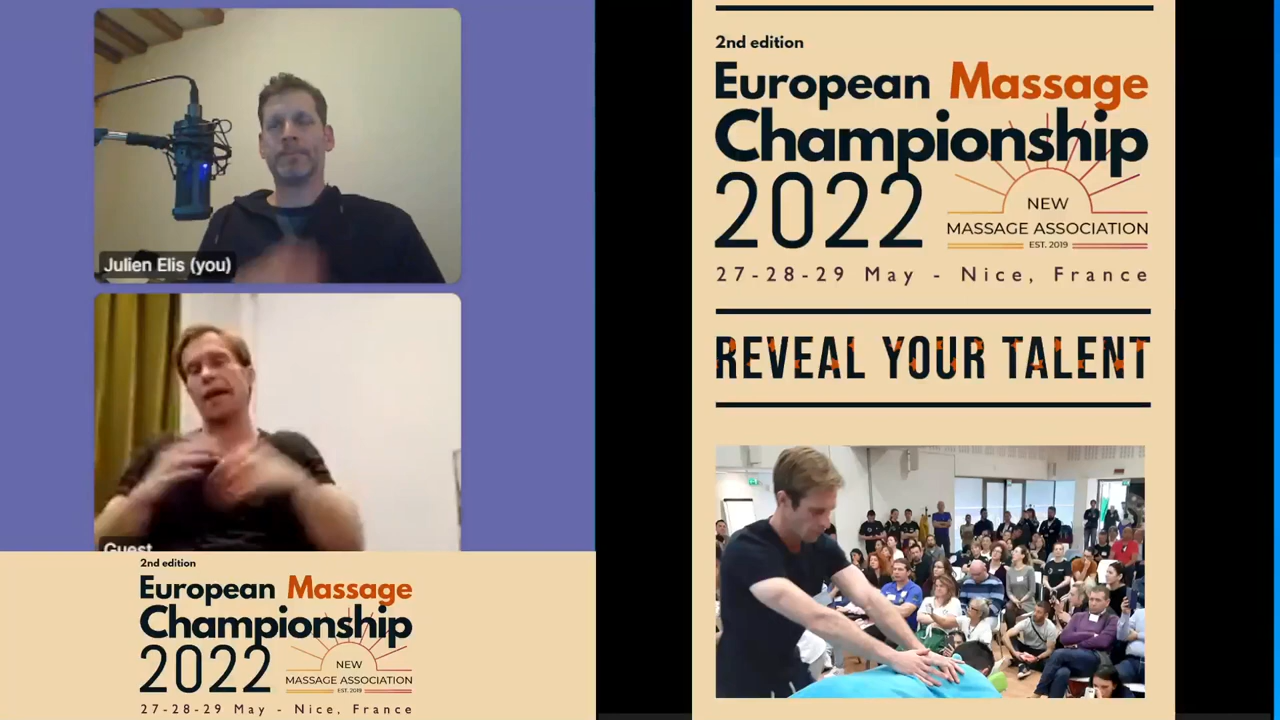 Julien Elis (you)
Guest
2nd edition
European Massage
Championship
2022
NEW
MASSAGE ASSOCIATION
EST. 2019
27-28-29 May - Nice, France
2nd edition
European Massage
Championship
2022
NEW
MASSAGE ASSOCIATION
EST. 2019
27-28-29 May - Nice, France
REVEAL YOUR TALENT